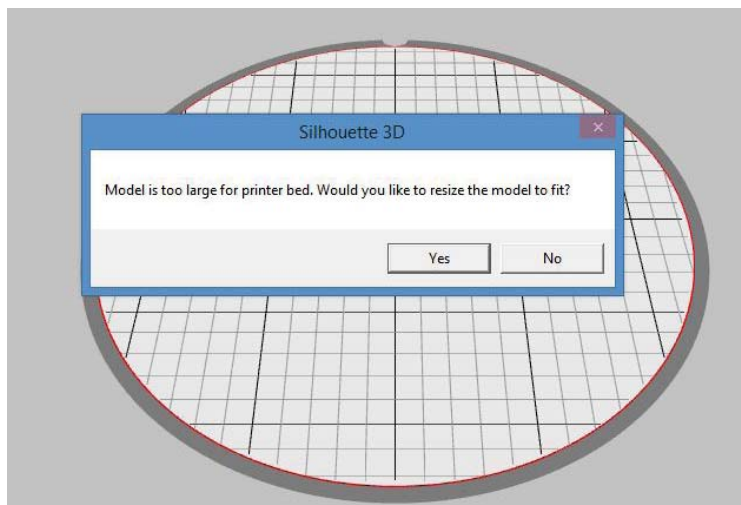 Silhouette 3D
Model is too large for printer bed. Would you like to resize the model to fit?
Yes
No